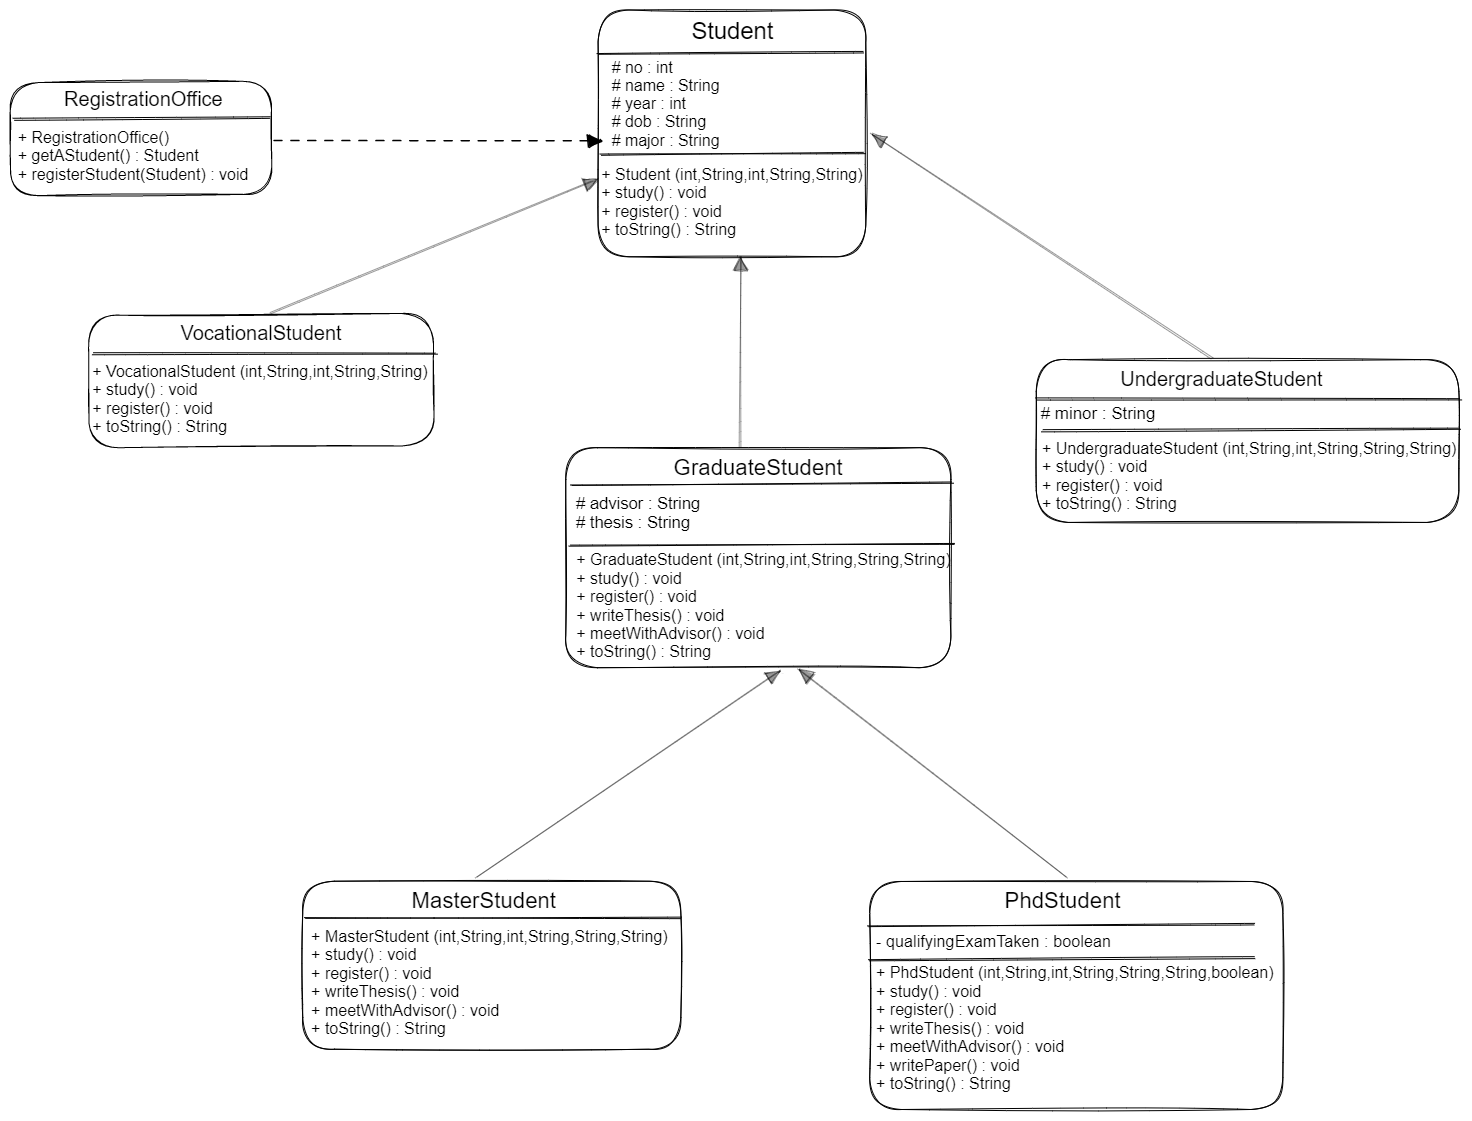 Student
# no : int
# name : String
# year : int
# dob : String
# major : String
+ Student (int,String,int,String,String)
+ study() : void
+ register() : void
+ toString() : String
RegistrationOffice
+ RegistrationOffice()
+ getAStudent() : Student
+ registerStudent(Student) : void
VocationalStudent
+ VocationalStudent (int,String,int,String,String)
+ study() : void
+ register() : void
+ toString() : String
UndergraduateStudent
# minor : String
+ UndergraduateStudent (int,String,int,String,String,String)
+ study() : void
+ register() : void
+ toString() : String
GraduateStudent
# advisor : String
# thesis : String
+ GraduateStudent (int,String,int,String,String,String)
+ study() : void
+ register() : void
+ writeThesis() : void
+ meetWithAdvisor() : void
+ toString() : String
MasterStudent
+ MasterStudent (int,String,int,String,String,String)
+ study() : void
+ register() : void
+ writeThesis() : void
+ meetWithAdvisor() : void
+ toString() : String
PhdStudent
- qualifyingExamTaken : boolean
+ PhdStudent (int,String,int,String,String,String,boolean)
+ study() : void
+ register() : void
+ writeThesis() : void
+ meetWithAdvisor() : void
+ writePaper() : void
+ toString() : String